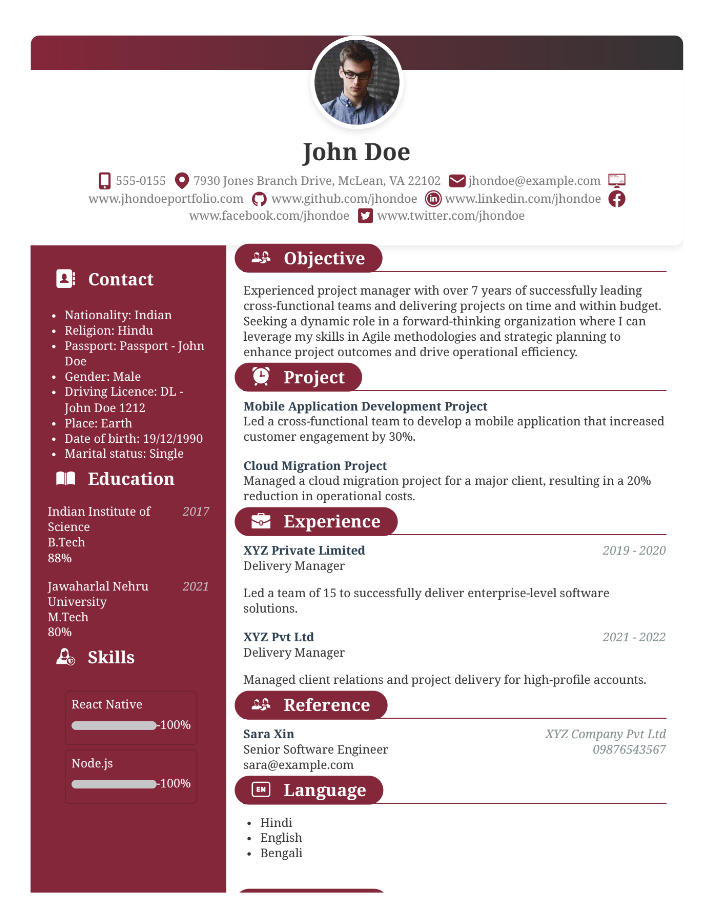 John Doe
555-0155 7930 Jones Branch Drive, McLean, VA 22102 jhondoe@example.com
www.jhondoeportfolio.com www.github.com/jhondoe www.linkedin.com/jhondoe
www.facebook.com/jhondoe www.twitter.com/jhondoe
Contact
• Nationality: Indian
• Religion: Hindu
• Passport: Passport - John
Doe
• Gender: Male
• Driving Licence: DL -
John Doe 1212
• Place: Earth
• Date of birth: 19/12/1990
• Marital status: Single
Education
Indian Institute of 2017
Science
B.Tech
88%
Jawaharlal Nehru 2021
University
M.Tech
80%
Skills
React Native
100%
Node.js
100%
Objective
Experienced project manager with over 7 years of successfully leading
cross-functional teams and delivering projects on time and within budget.
Seeking a dynamic role in a forward-thinking organization where I can
leverage my skills in Agile methodologies and strategic planning to
enhance project outcomes and drive operational efficiency.
Project
Mobile Application Development Project
Led a cross-functional team to develop a mobile application that increased
customer engagement by 30%.
Cloud Migration Project
Managed a cloud migration project for a major client, resulting in a 20%
reduction in operational costs.
Experience
XYZ Private Limited 2019 - 2020
Delivery Manager
Led a team of 15 to successfully deliver enterprise-level software
solutions.
XYZ Pvt Ltd 2021 - 2022
Delivery Manager
Managed client relations and project delivery for high-profile accounts.
Reference
Sara Xin XYZ Company Pvt Ltd
Senior Software Engineer 09876543567
sara@example.com
EN Language
• Hindi
• English
• Bengali